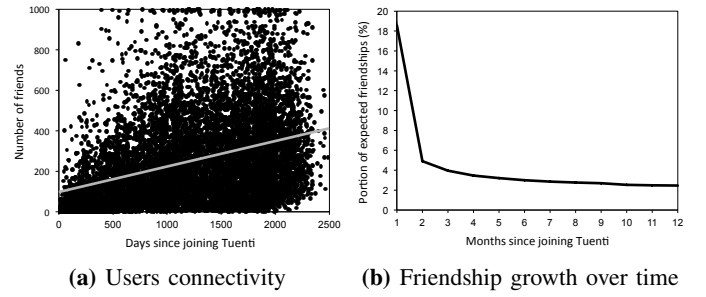 1000
800
600
400
200
0
Number of friends
0 500 1000 1500 2000 2500
Days since joining Tuenti
(a) Users connectivity
20
18
16
14
12
10
8
6
4
2
0
Portion of expected friendships (%)
1 2 3 4 5 6 7 8 9 10 11 12
Months since joining Tuenti
(b) Friendship growth over time